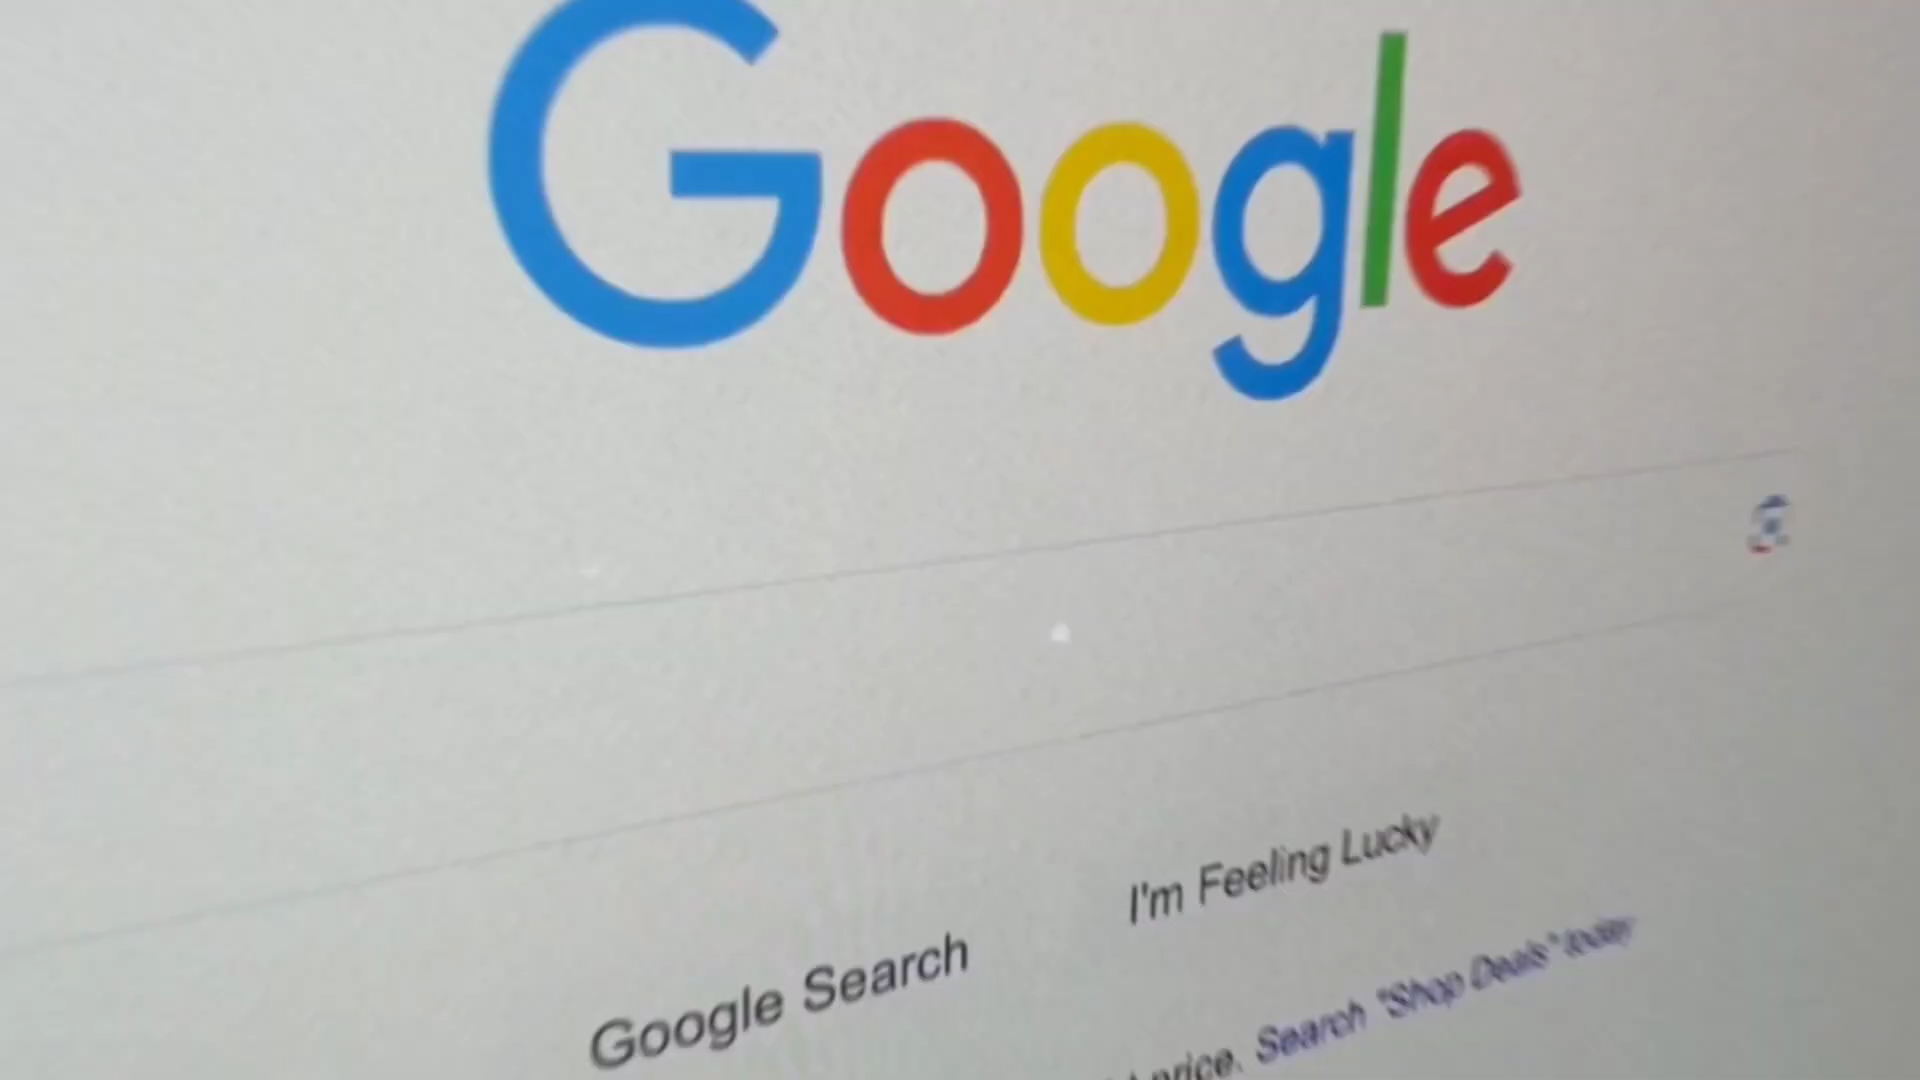 Google
Google Search
I'm Feeling Lucky
price. Search "Shop Deals" today